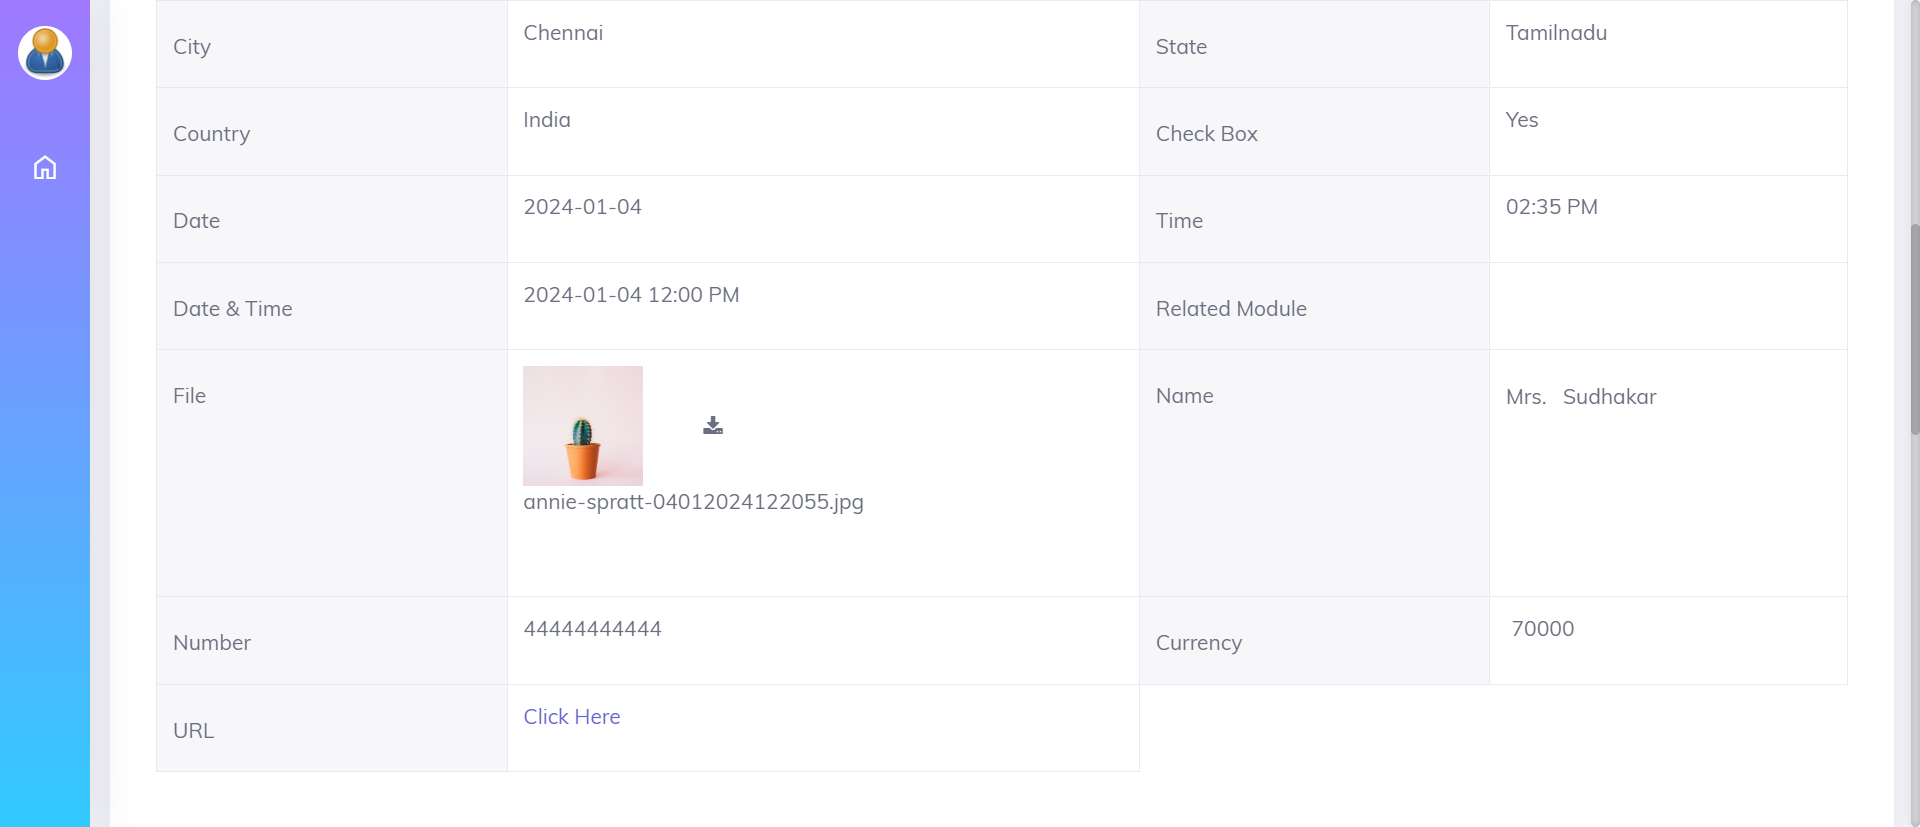 City
Chennai
State
Tamilnadu
Country
India
Check Box
Yes
Date
2024-01-04
Time
02:35 PM
Date & Time
2024-01-04 12:00 PM
Related Module
File
annie-spratt-04012024122055.jpg
Name
Mrs. Sudhakar
Number
44444444444
Currency
70000
URL
Click Here